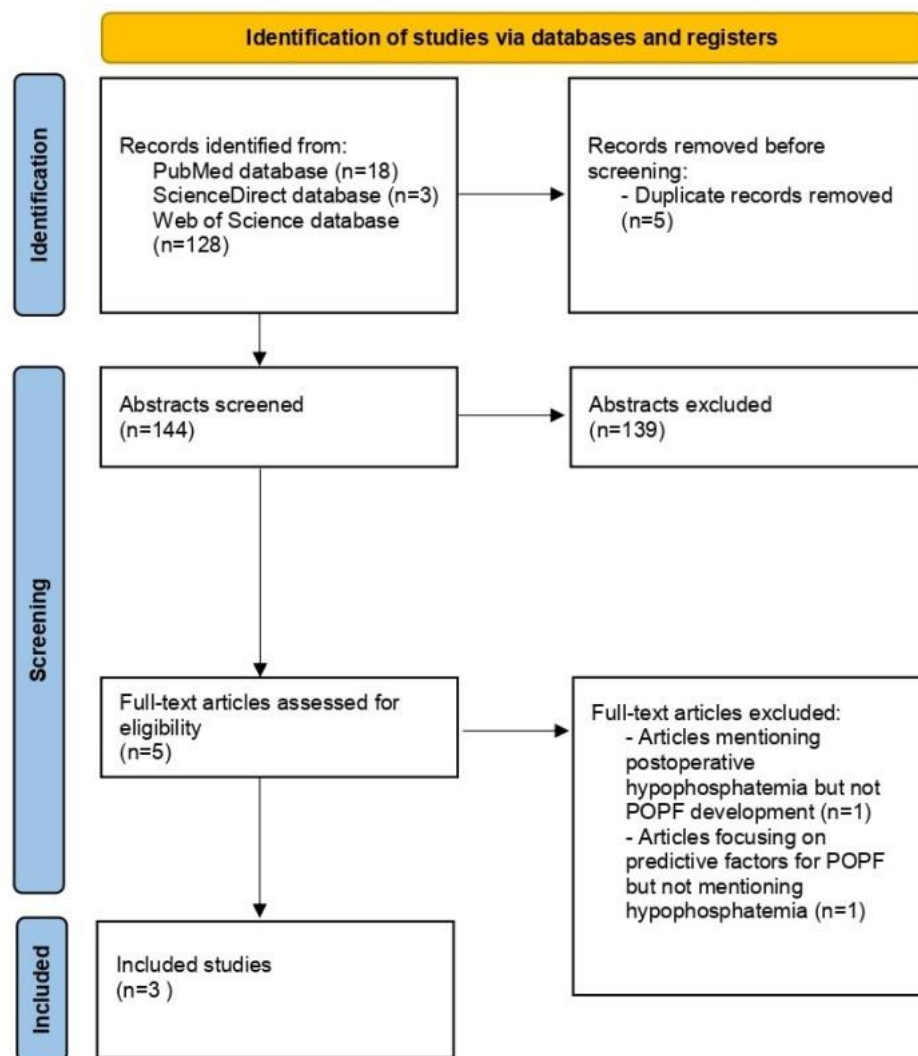 Identification of studies via databases and registers
Identification
Records identified from:
PubMed database (n=18)
ScienceDirect database (n=3)
Web of Science database
(n=128)
Records removed before
screening:
- Duplicate records removed
(n=5)
Screening
Abstracts screened
(n=144)
Abstracts excluded
(n=139)
Full-text articles assessed for
eligibility
(n=5)
Full-text articles excluded:
- Articles mentioning
postoperative
hypophosphatemia but not
POPF development (n=1)
- Articles focusing on
predictive factors for POPF
but not mentioning
hypophosphatemia (n=1)
Included
Included studies
(n=3 )